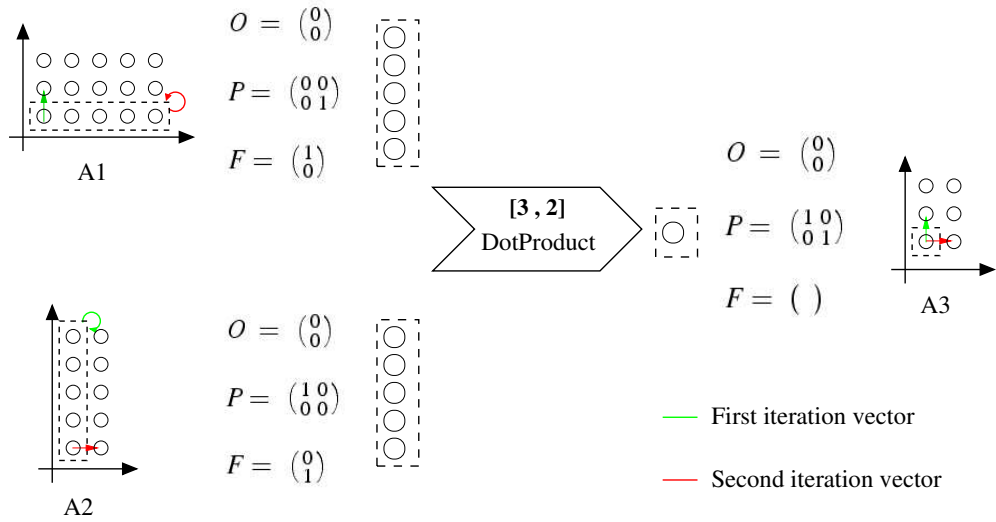 O = (0 0)
P = (0 0 0 1)
F = (1 0)
A1
[3 , 2]
DotProduct
O = (0 0)
P = (1 0 0 1)
F = ( )
A3
O = (0 0)
P = (1 0 0 0)
F = (0 1)
A2
First iteration vector
Second iteration vector